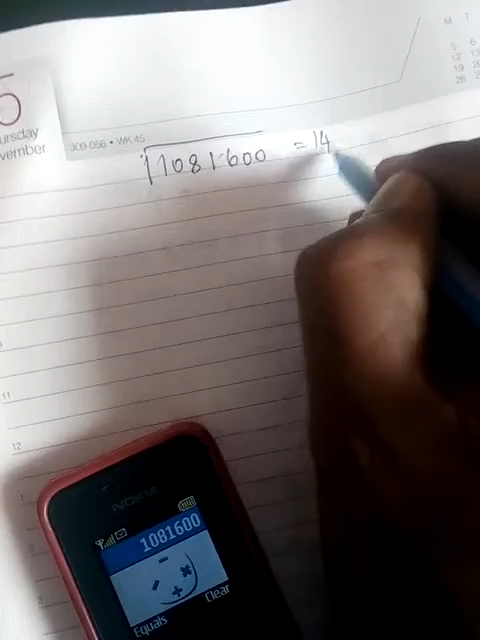 5
ursday
vember
309-056 • WK 45
M T
5 6
12 13
19 20
26 2
√1081600 = 14
11
12
NOKIA
1081600
Equals
Clear